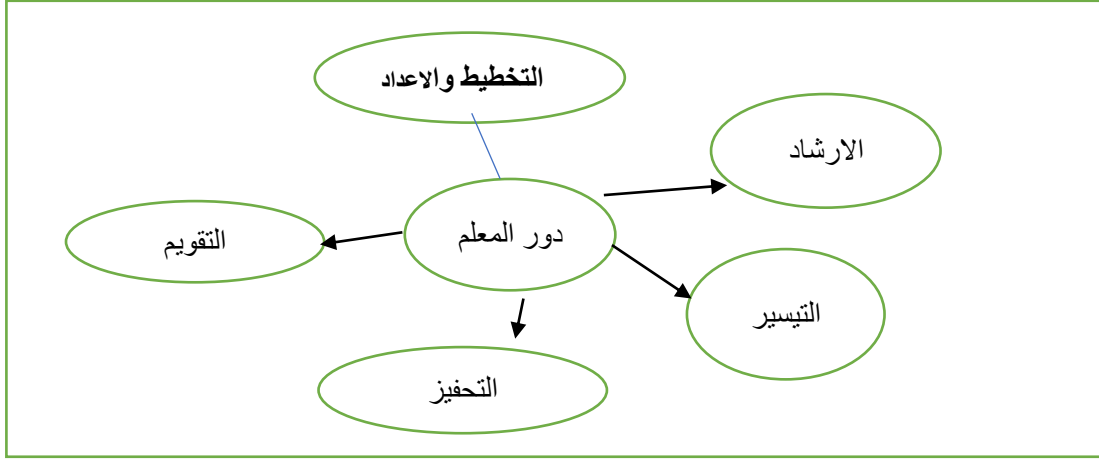 التخطيط والاعداد
الارشاد
دور المعلم
التقويم
التيسير
التحفيز